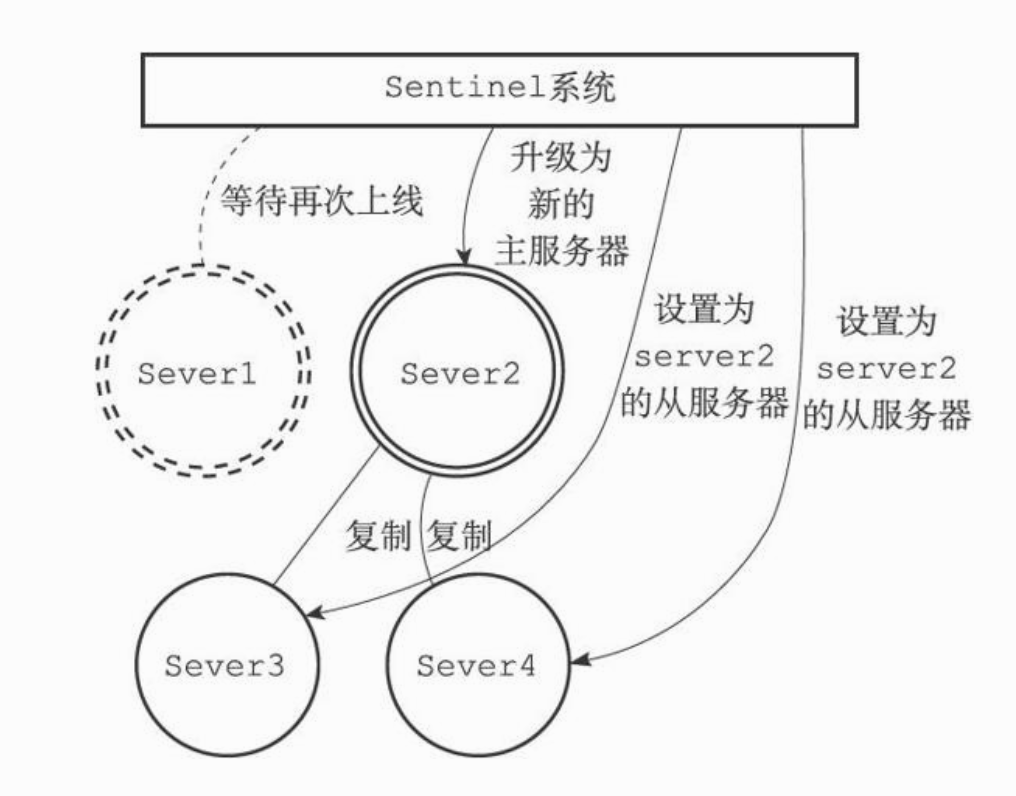 Sentinel系统
等待再次上线
升级为
新的
主服务器
设置为
server2
的从服务器
设置为
server2
的从服务器
Sever1
Sever2
复制
复制
Sever3
Sever4